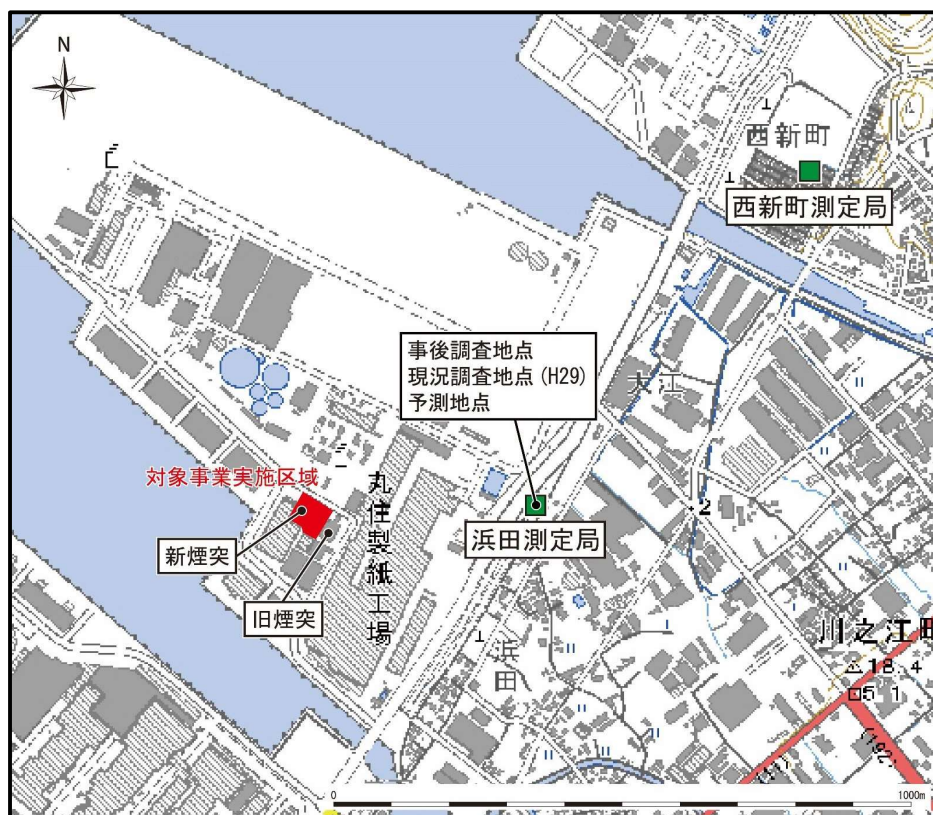 N
西新町
西新町測定局
事後調査地点
現況調査地点 (H29)
予測地点
大江
対象事業実施区域
丸住製紙工場
新煙突
旧煙突
浜田測定局
2
浜田
川之江町
18.4
5.1
(192)
0
1000m